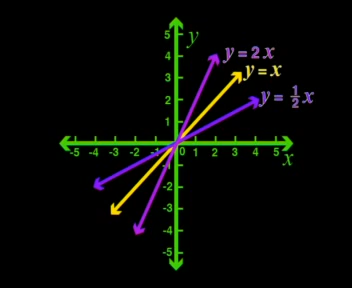 y
5
4
3
2
1
y = 2x
y = x
y = 1/2 x
-5 -4 -3 -2 -1 0 1 2 3 4 5 x
-1
-2
-3
-4
-5